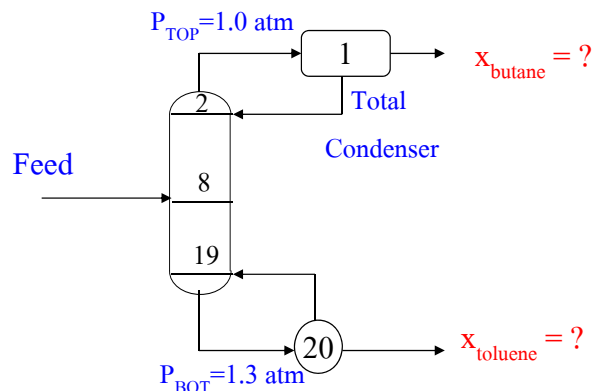 P_TOP=1.0 atm
1
x_butane = ?
2
Total
Condenser
Feed
8
19
20
x_toluene = ?
P_BOT=1.3 atm